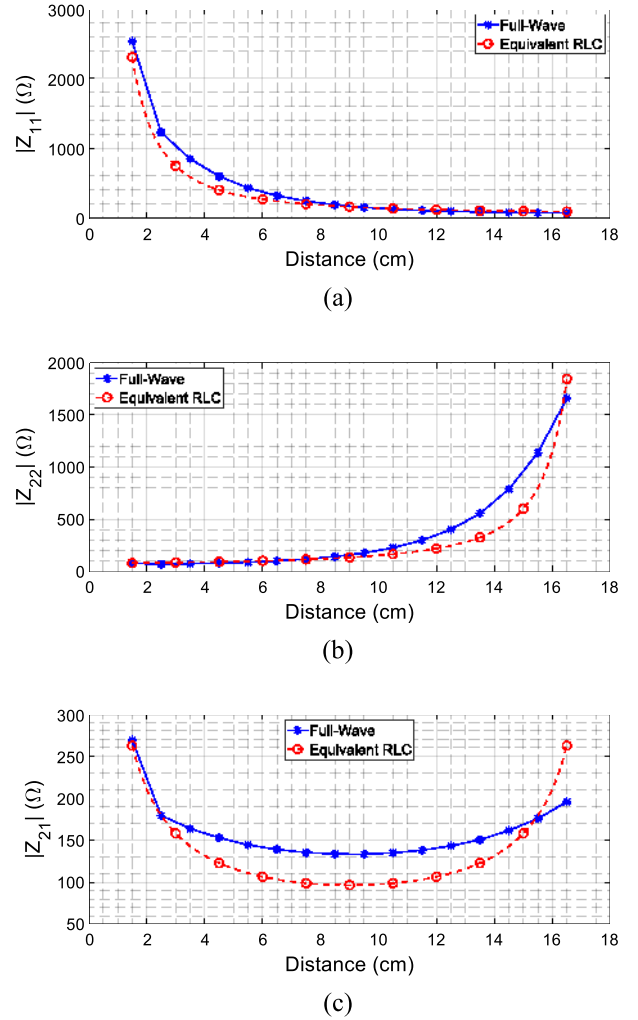 3000
2000
1000
0
|Z11| (Ω)
Full-Wave
Equivalent RLC
0 2 4 6 8 10 12 14 16 18
Distance (cm)
(a)
2000
1500
1000
500
0
|Z22| (Ω)
Full-Wave
Equivalent RLC
0 2 4 6 8 10 12 14 16 18
Distance (cm)
(b)
300
250
200
150
100
50
|Z21| (Ω)
Full-Wave
Equivalent RLC
0 2 4 6 8 10 12 14 16 18
Distance (cm)
(c)